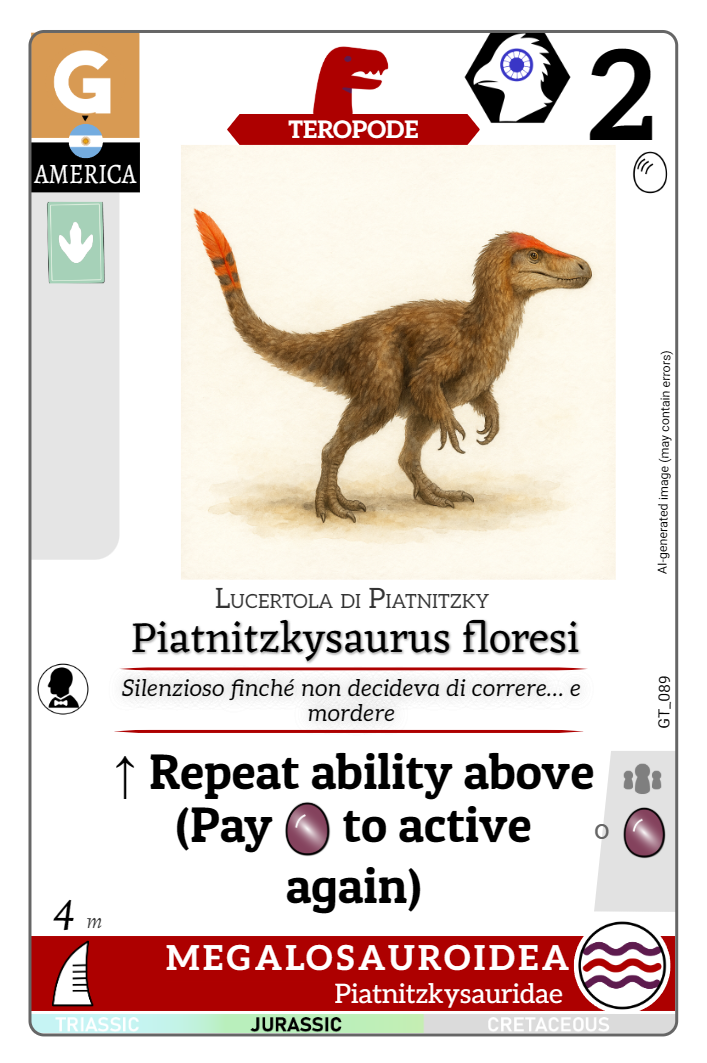 G
2
TEROPODE
AMERICA
AI-generated image (may contain errors)
Lucertola di Piatnitzky
Piatnitzkysaurus floresi
Silenzioso finché non decideva di correre... e
mordere
GT_089
↑ Repeat ability above
(Pay to active
again)
o
4 m
MEGALOSAUROIDEA
Piatnitzkysauridae
TRIASSIC JURASSIC CRETACEOUS